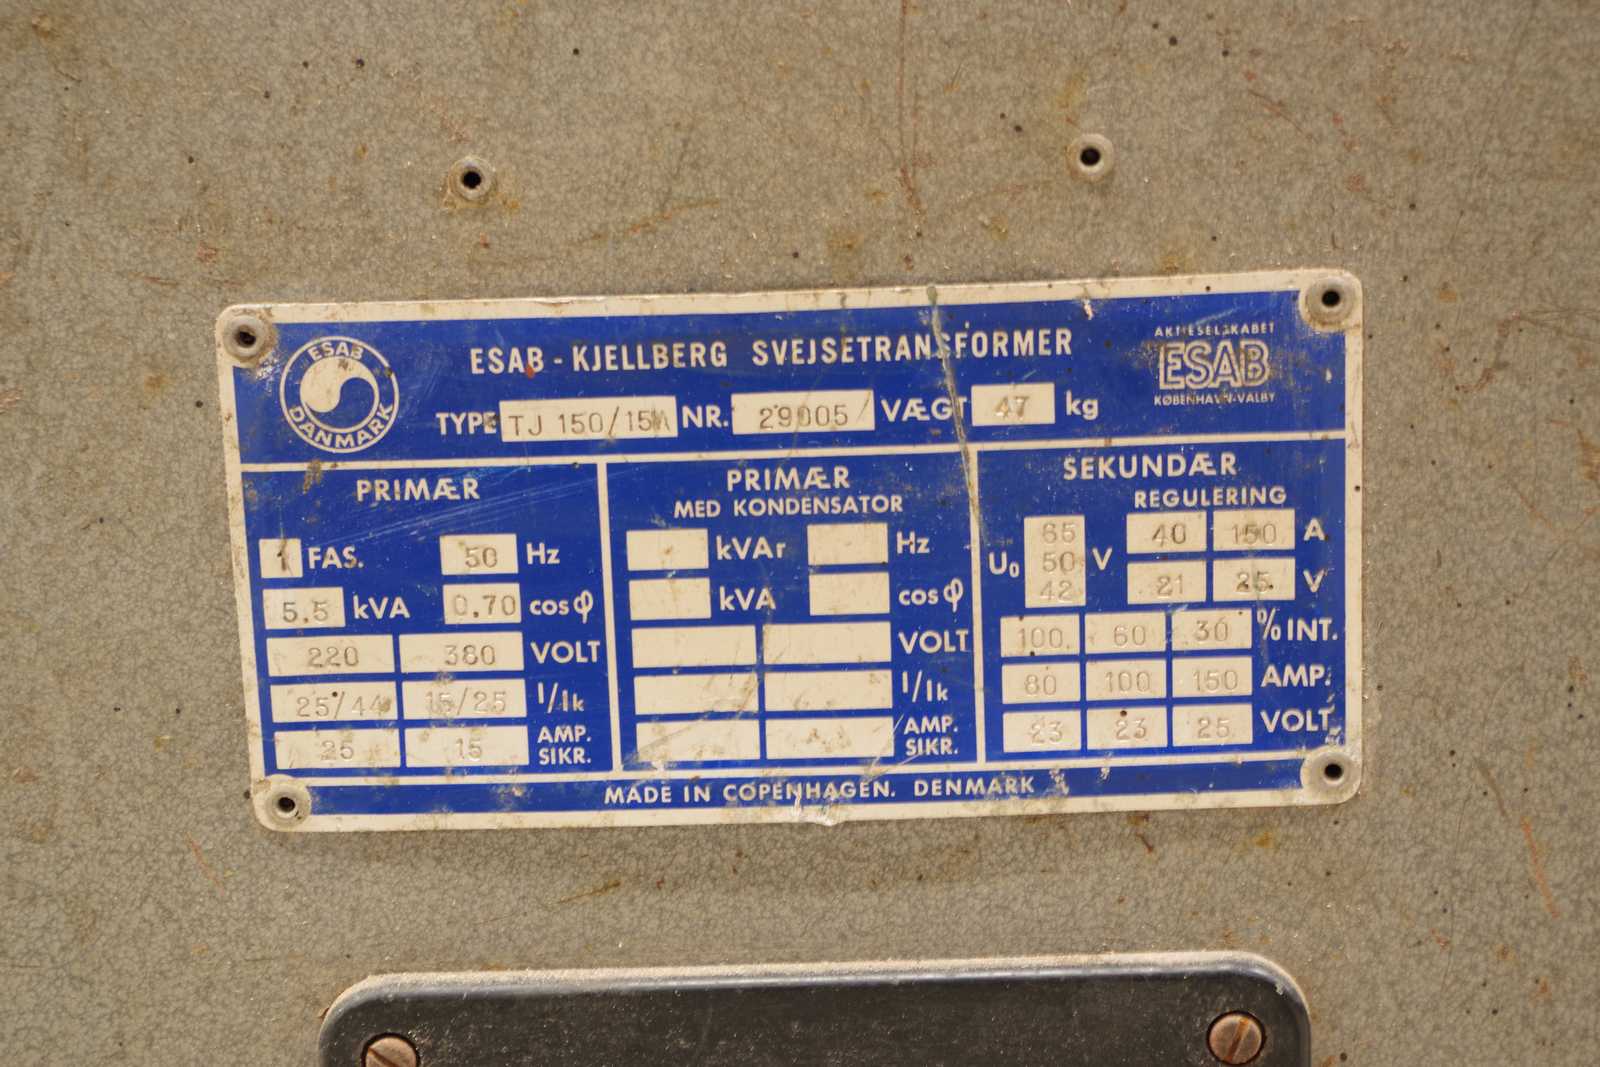 ESAB
DANMARK
ESAB - KJELLBERG SVEJSETRANSFORMER
TYPE TJ 150/15A NR. 29005 VÆGT 47 kg
AKTIESELSKABET
ESAB
KØBENHAVN-VALBY
PRIMÆR
1 FAS. 50 Hz
5.5 kVA 0.70 cosφ
220 380 VOLT
25/44 15/25 I/Ik
25 15 AMP. SIKR.
PRIMÆR
MED KONDENSATOR
kVAr Hz
kVA cosφ
VOLT
I/Ik
AMP. SIKR.
SEKUNDÆR
REGULERING
U₀ 65 50 42 V
40 150 A
21 25 V
100 60 30 % INT.
80 100 150 AMP.
23 23 25 VOLT
MADE IN COPENHAGEN. DENMARK